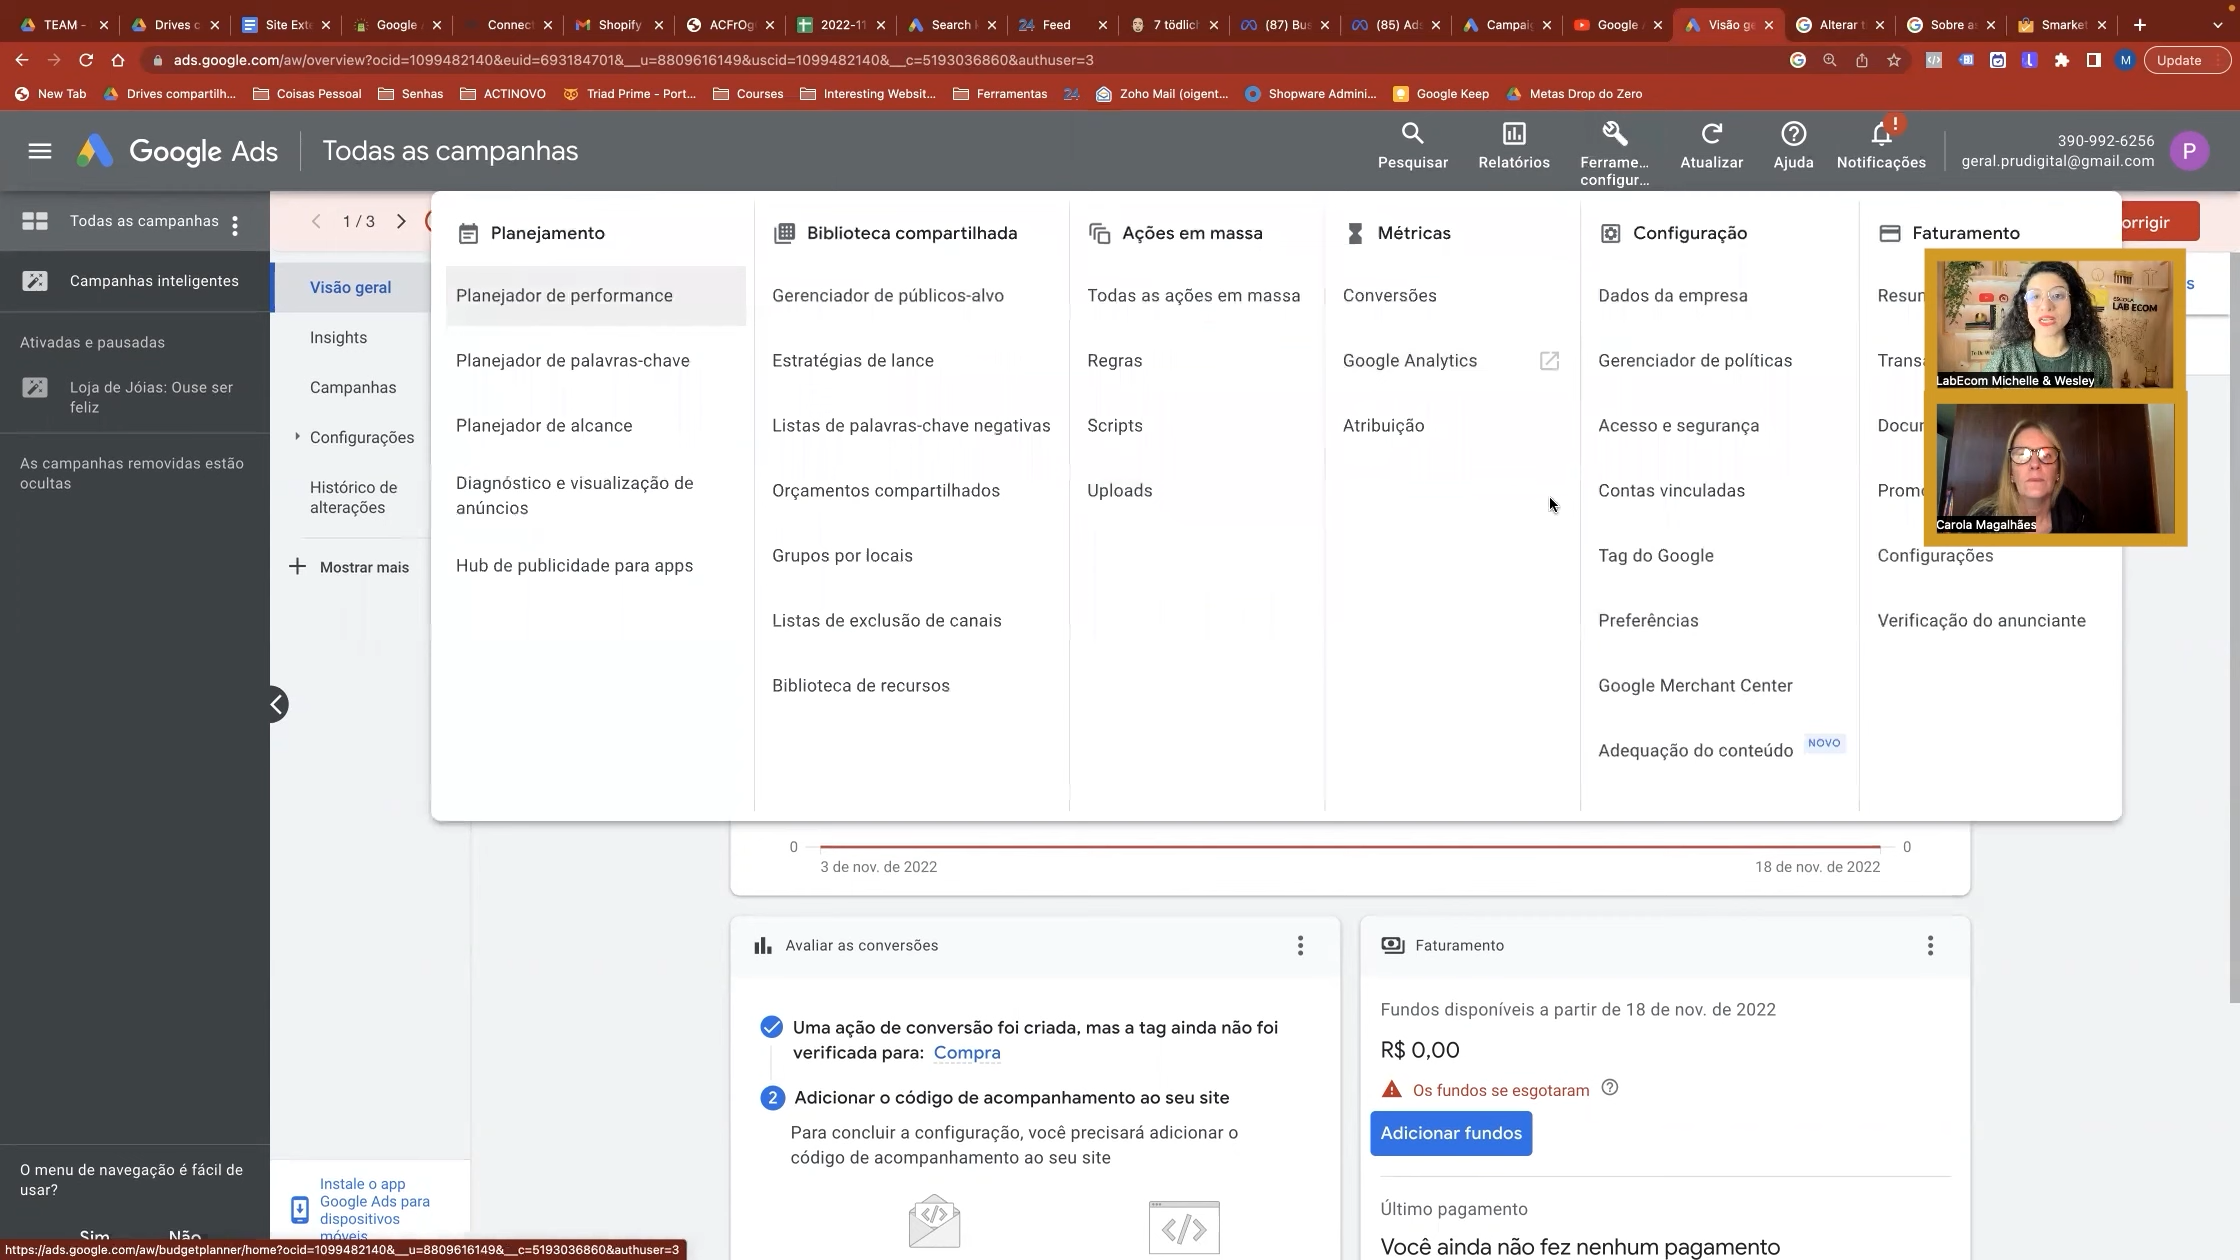 TEAM -
Drives c
Site Exte
Google A
Connect
Shopify
ACFrOg
2022-11
Search k
Feed
7 tödlich
(87) Bus
(85) Ads
Campaig
Google A
Visão ge
Alterar t
Sobre as
Smarket
ads.google.com/aw/overview?ocid=1099482140&euid=693184701&__u=8809616149&uscid=1099482140&__c=5193036860&authuser=3
M
Update
New Tab
Drives compartilh...
Coisas Pessoal
Senhas
ACTINOVO
Triad Prime - Port...
Courses
Interesting Websit...
Ferramentas
24
Zoho Mail (oigent...
Shopware Admini...
Google Keep
Metas Drop do Zero
Google Ads
Todas as campanhas
Pesquisar
Relatórios
Ferrame...
configur...
Atualizar
Ajuda
Notificações
390-992-6256
geral.prudigital@gmail.com
P
Todas as campanhas
Campanhas inteligentes
Ativadas e pausadas
Loja de Jóias: Ouse ser
feliz
As campanhas removidas estão
ocultas
1 / 3
orrigir
Visão geral
Insights
Campanhas
Configurações
Histórico de
alterações
Mostrar mais
Planejamento
Planejador de performance
Planejador de palavras-chave
Planejador de alcance
Diagnóstico e visualização de
anúncios
Hub de publicidade para apps
Biblioteca compartilhada
Gerenciador de públicos-alvo
Estratégias de lance
Listas de palavras-chave negativas
Orçamentos compartilhados
Grupos por locais
Listas de exclusão de canais
Biblioteca de recursos
Ações em massa
Todas as ações em massa
Regras
Scripts
Uploads
Métricas
Conversões
Google Analytics
Atribuição
Configuração
Dados da empresa
Gerenciador de políticas
Acesso e segurança
Contas vinculadas
Tag do Google
Preferências
Google Merchant Center
Adequação do conteúdo
NOVO
Faturamento
Resun
Transa
Docur
Promo
Configurações
Verificação do anunciante
ESCOLA
LAB ECOM
LabEcom Michelle & Wesley
Carola Magalhães
s
0
0
3 de nov. de 2022
18 de nov. de 2022
Avaliar as conversões
Uma ação de conversão foi criada, mas a tag ainda não foi
verificada para: Compra
2
Adicionar o código de acompanhamento ao seu site
Para concluir a configuração, você precisará adicionar o
código de acompanhamento ao seu site
Faturamento
Fundos disponíveis a partir de 18 de nov. de 2022
R$ 0,00
Os fundos se esgotaram
Adicionar fundos
Último pagamento
Você ainda não fez nenhum pagamento
O menu de navegação é fácil de
usar?
Sim
Não
Instale o app
Google Ads para
dispositivos
móveis
https://ads.google.com/aw/budgetplanner/home?ocid=1099482140&__u=8809616149&__c=5193036860&authuser=3